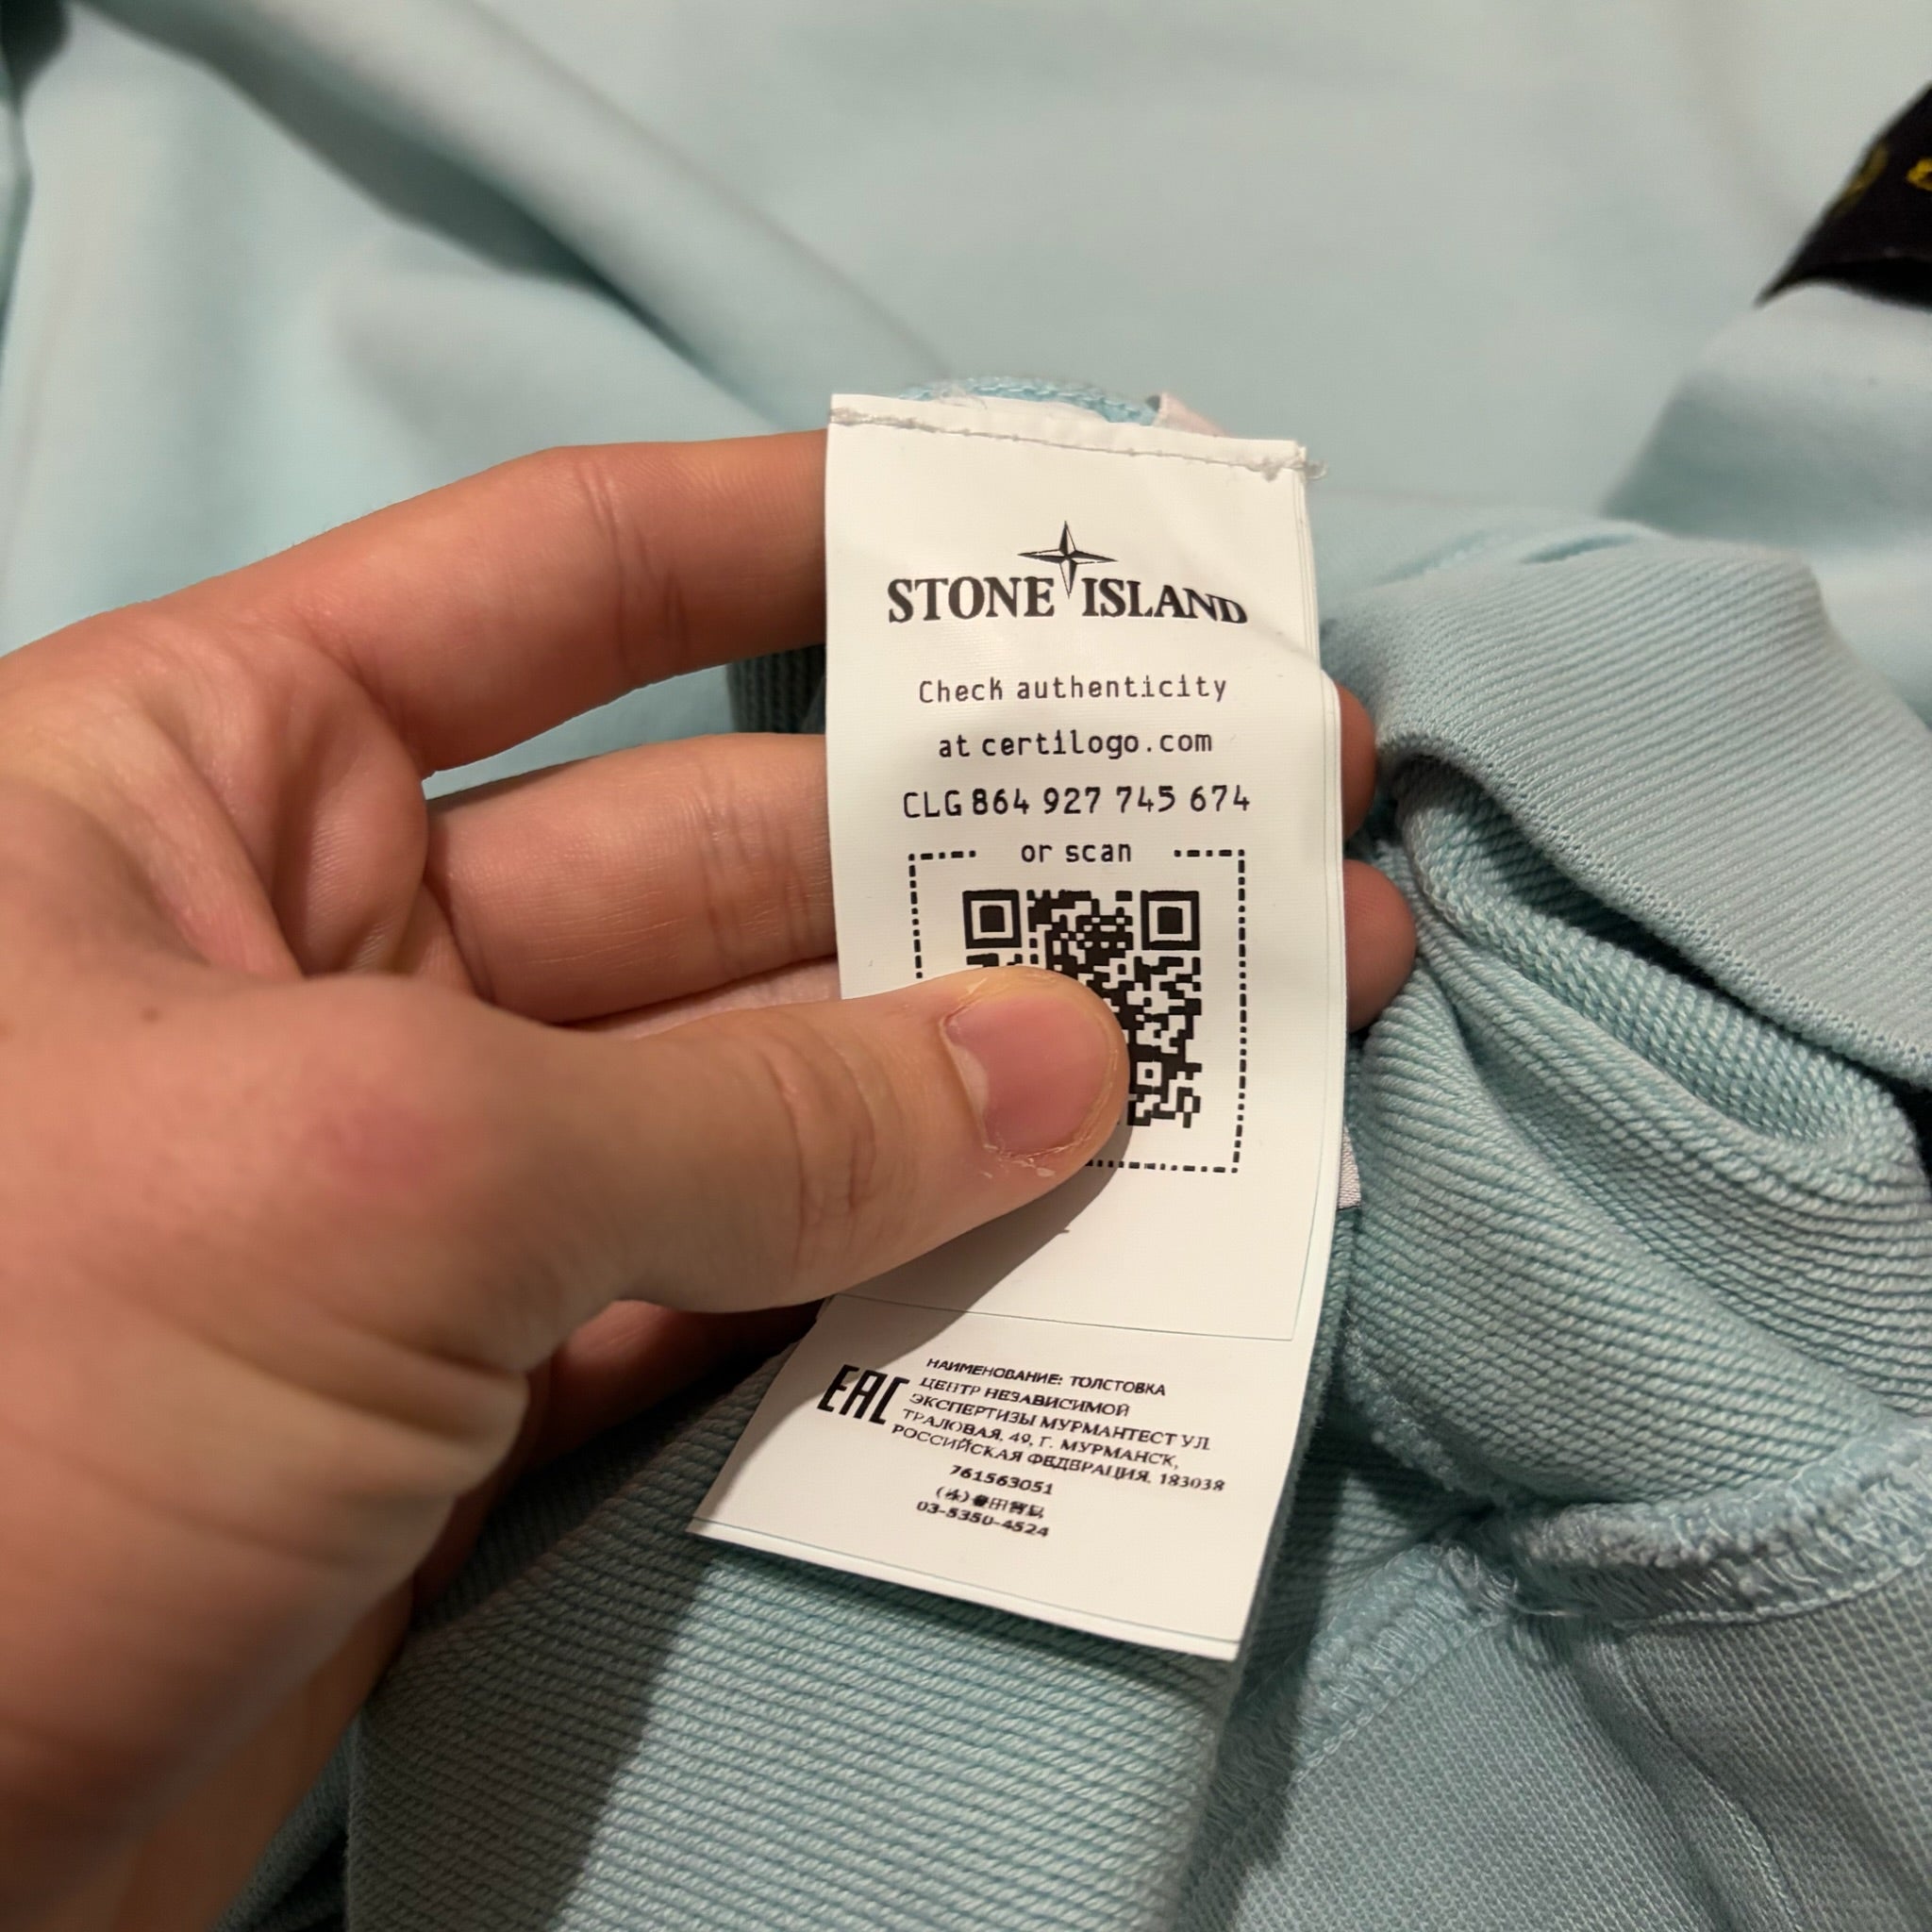 STONE ISLAND
Check authenticity
at certilogo.com
CLG 864 927 745 674
or scan
EAC
НАИМЕНОВАНИЕ: ТОЛСТОВКА
ЦЕНТР НЕЗАВИСИМОЙ
ЭКСПЕРТИЗЫ МУРМАНТЕСТ УЛ.
ТРАЛОВАЯ, 49, Г. МУРМАНСК,
РОССИЙСКАЯ ФЕДЕРАЦИЯ, 183038
761563051
03-5350-4524